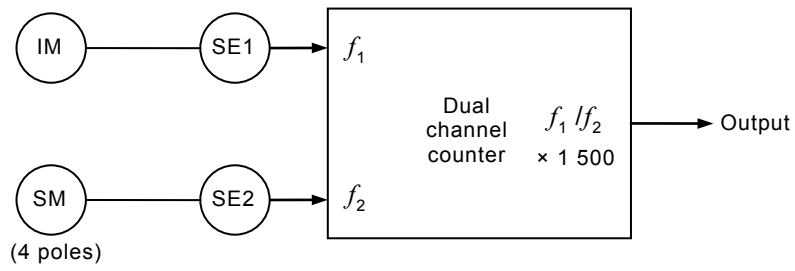 IM
SE1
f₁
Dual
channel
counter
f₁ /f₂
× 1 500
Output
SM
(4 poles)
SE2
f₂